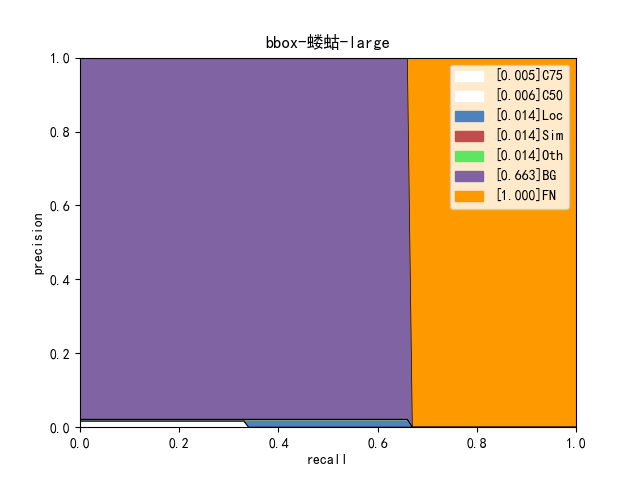 bbox-蝼蛄-large
1.0
0.8
0.6
0.4
0.2
0.0
precision
0.0 0.2 0.4 0.6 0.8 1.0
recall
[0.005]C75
[0.006]C50
[0.014]Loc
[0.014]Sim
[0.014]Oth
[0.663]BG
[1.000]FN